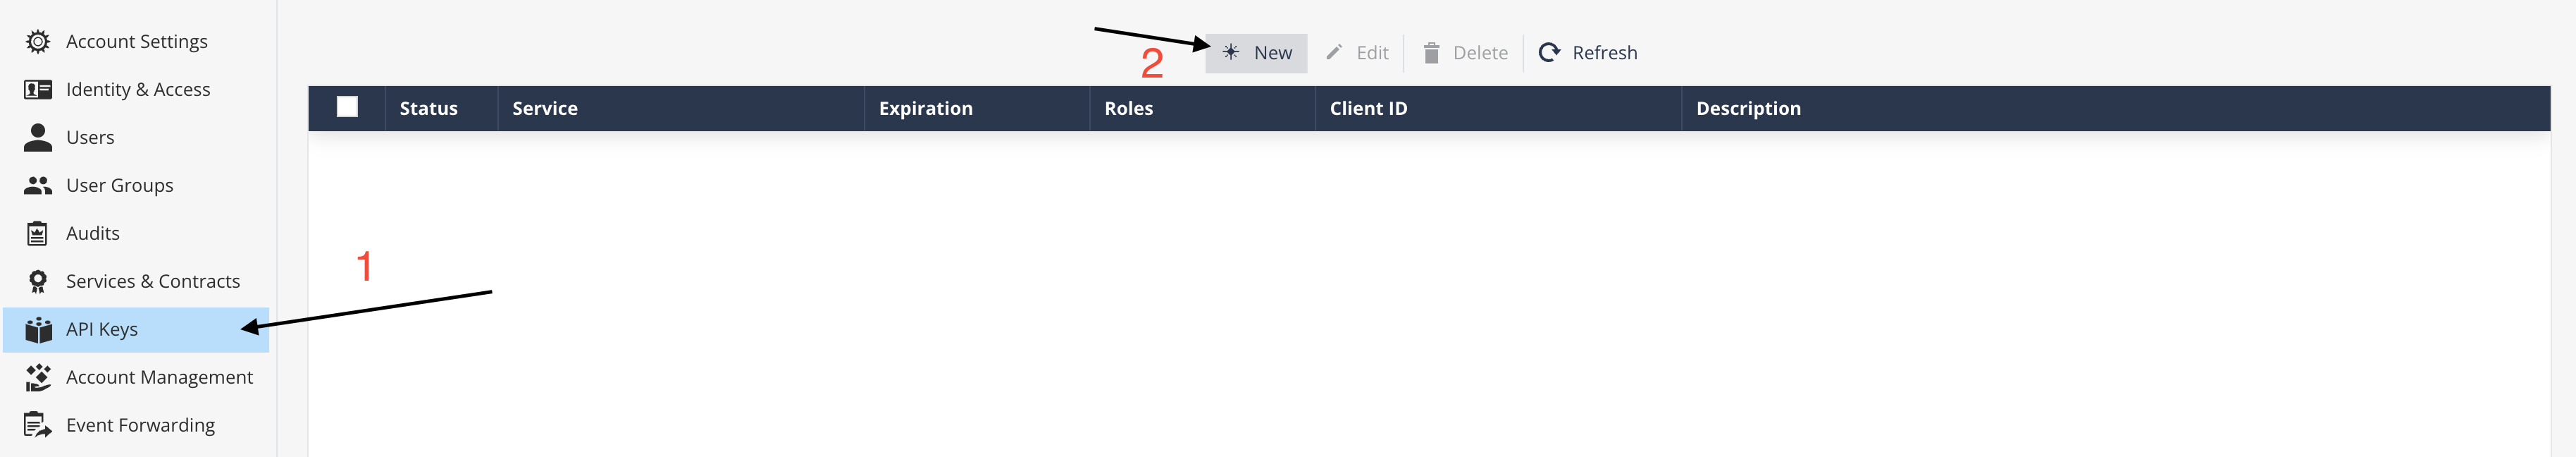 Account Settings
Identity & Access
Users
User Groups
Audits
Services & Contracts
API Keys
Account Management
Event Forwarding
1
2
New Edit Delete Refresh
Status Service Expiration Roles Client ID Description